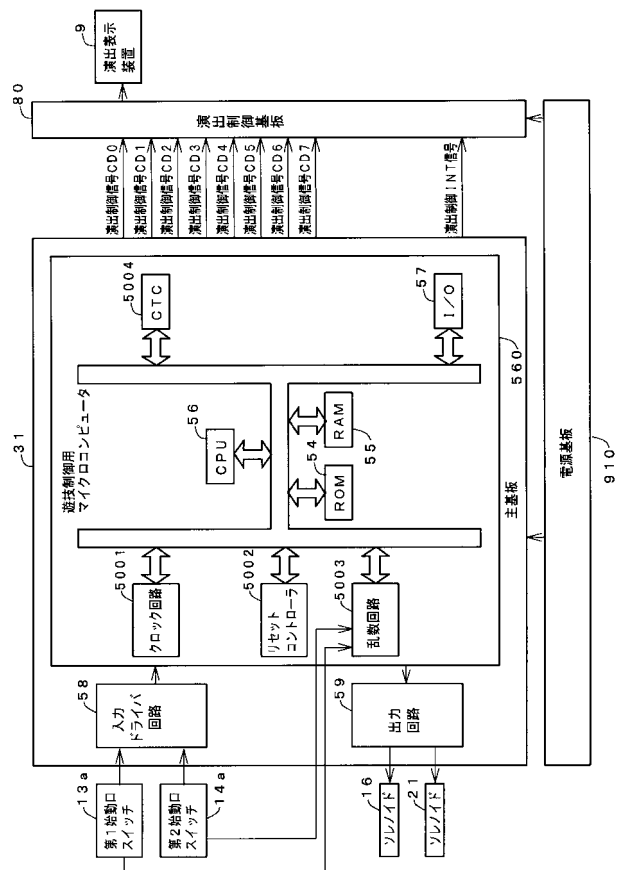 31
第1始動口
スイッチ
13a
第2始動口
スイッチ
14a
入力
ドライバ
回路
58
出力
回路
59
ソレノイド
16
ソレノイド
21
遊技制御用
マイクロコンピュータ
クロック回路
5001
リセット
コントローラ
5002
乱数回路
5003
CPU
56
ROM
54
RAM
55
CTC
5004
I/O
57
560
主基板
演出制御信号CD0
演出制御信号CD1
演出制御信号CD2
演出制御信号CD3
演出制御信号CD4
演出制御信号CD5
演出制御信号CD6
演出制御信号CD7
演出制御INT信号
演出制御基板
80
演出表示
装置
9
電源基板
910